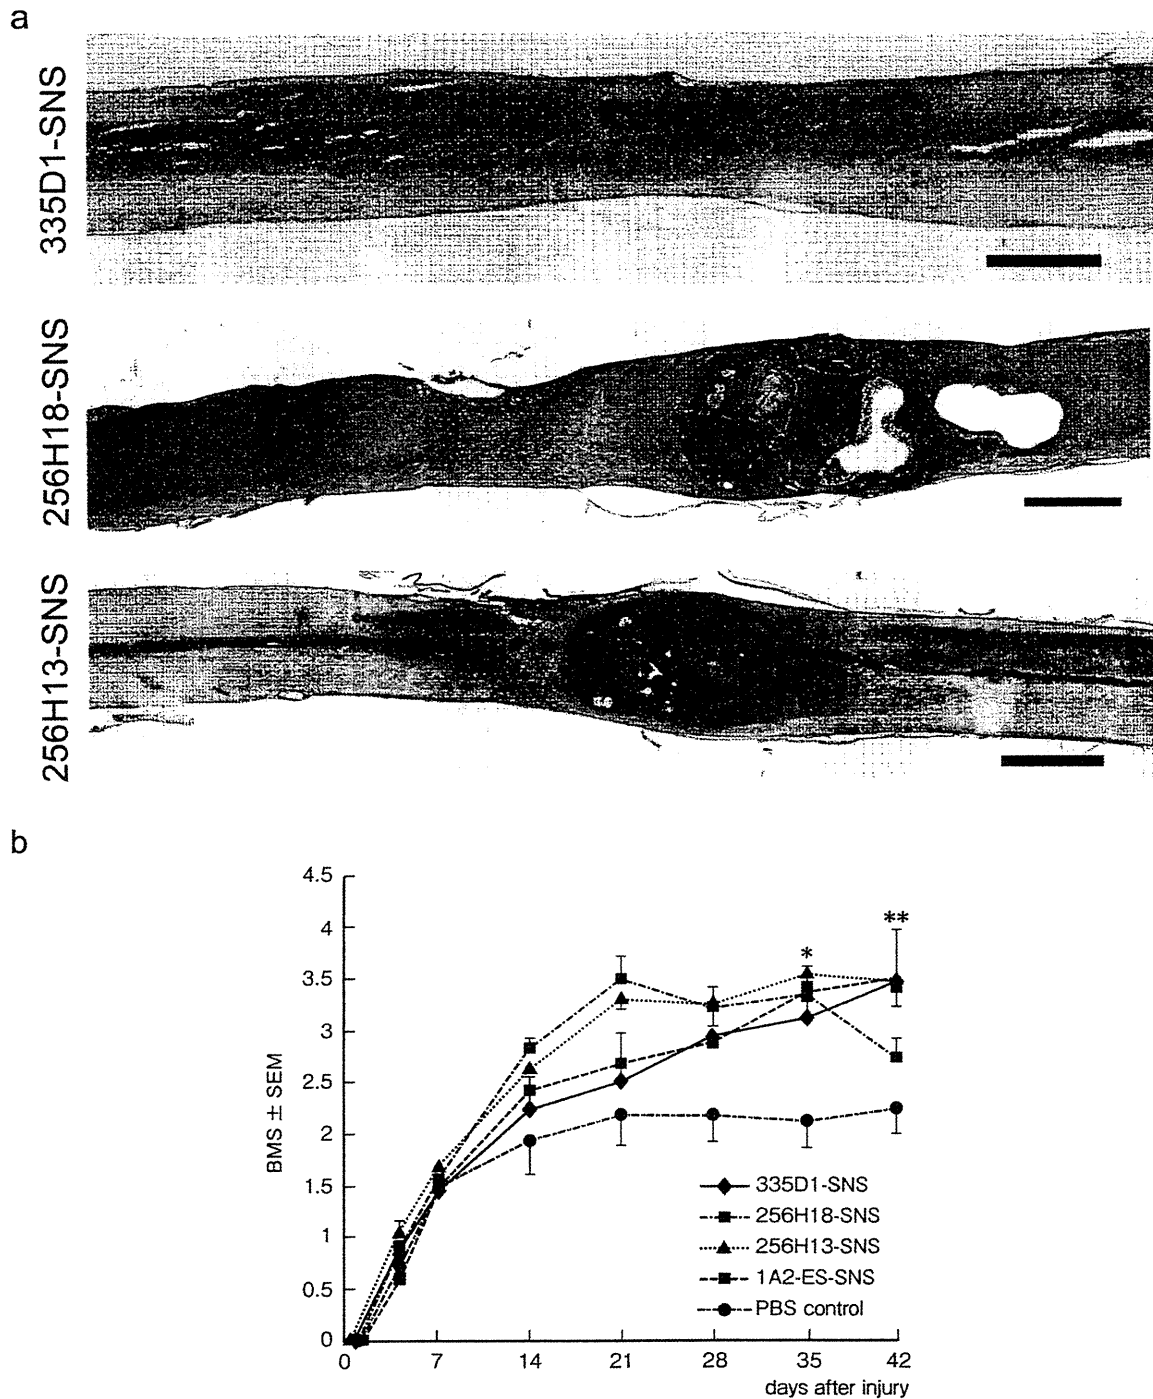 a
335D1-SNS
256H18-SNS
256H13-SNS
b
4.5
4
3.5
3
2.5
2
1.5
1
0.5
0
BMS ± SEM
*
**
335D1-SNS
256H18-SNS
256H13-SNS
1A2-ES-SNS
PBS control
0 7 14 21 28 35 42
days after injury